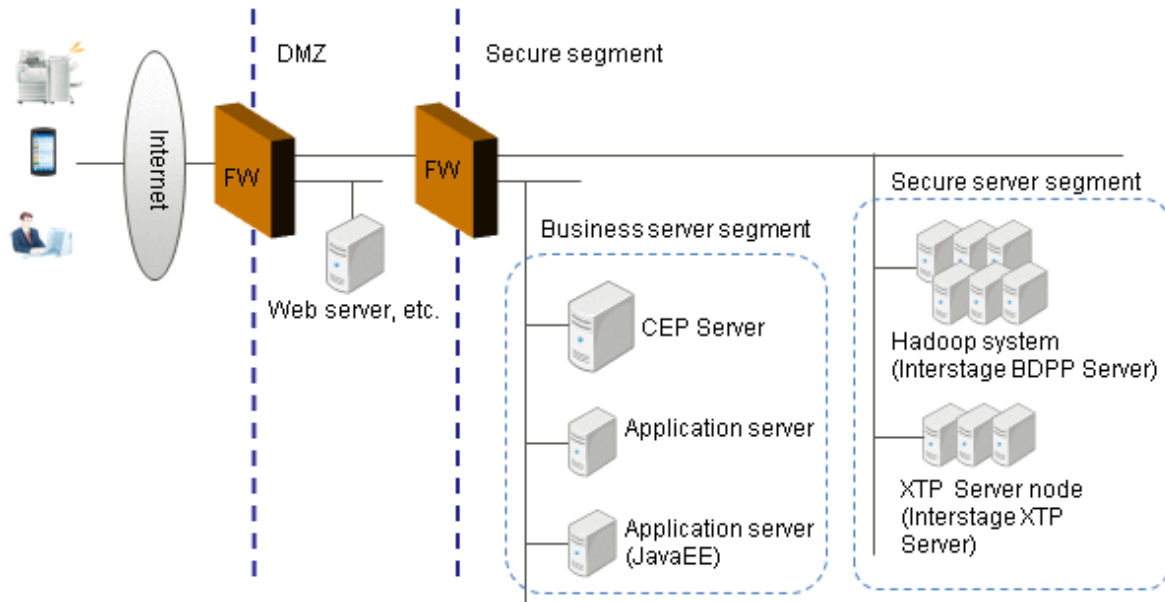 DMZ
Secure segment
Internet
FW
FW
Web server, etc.
Business server segment
CEP Server
Application server
Application server
(JavaEE)
Secure server segment
Hadoop system
(Interstage BDPP Server)
XTP Server node
(Interstage XTP
Server)